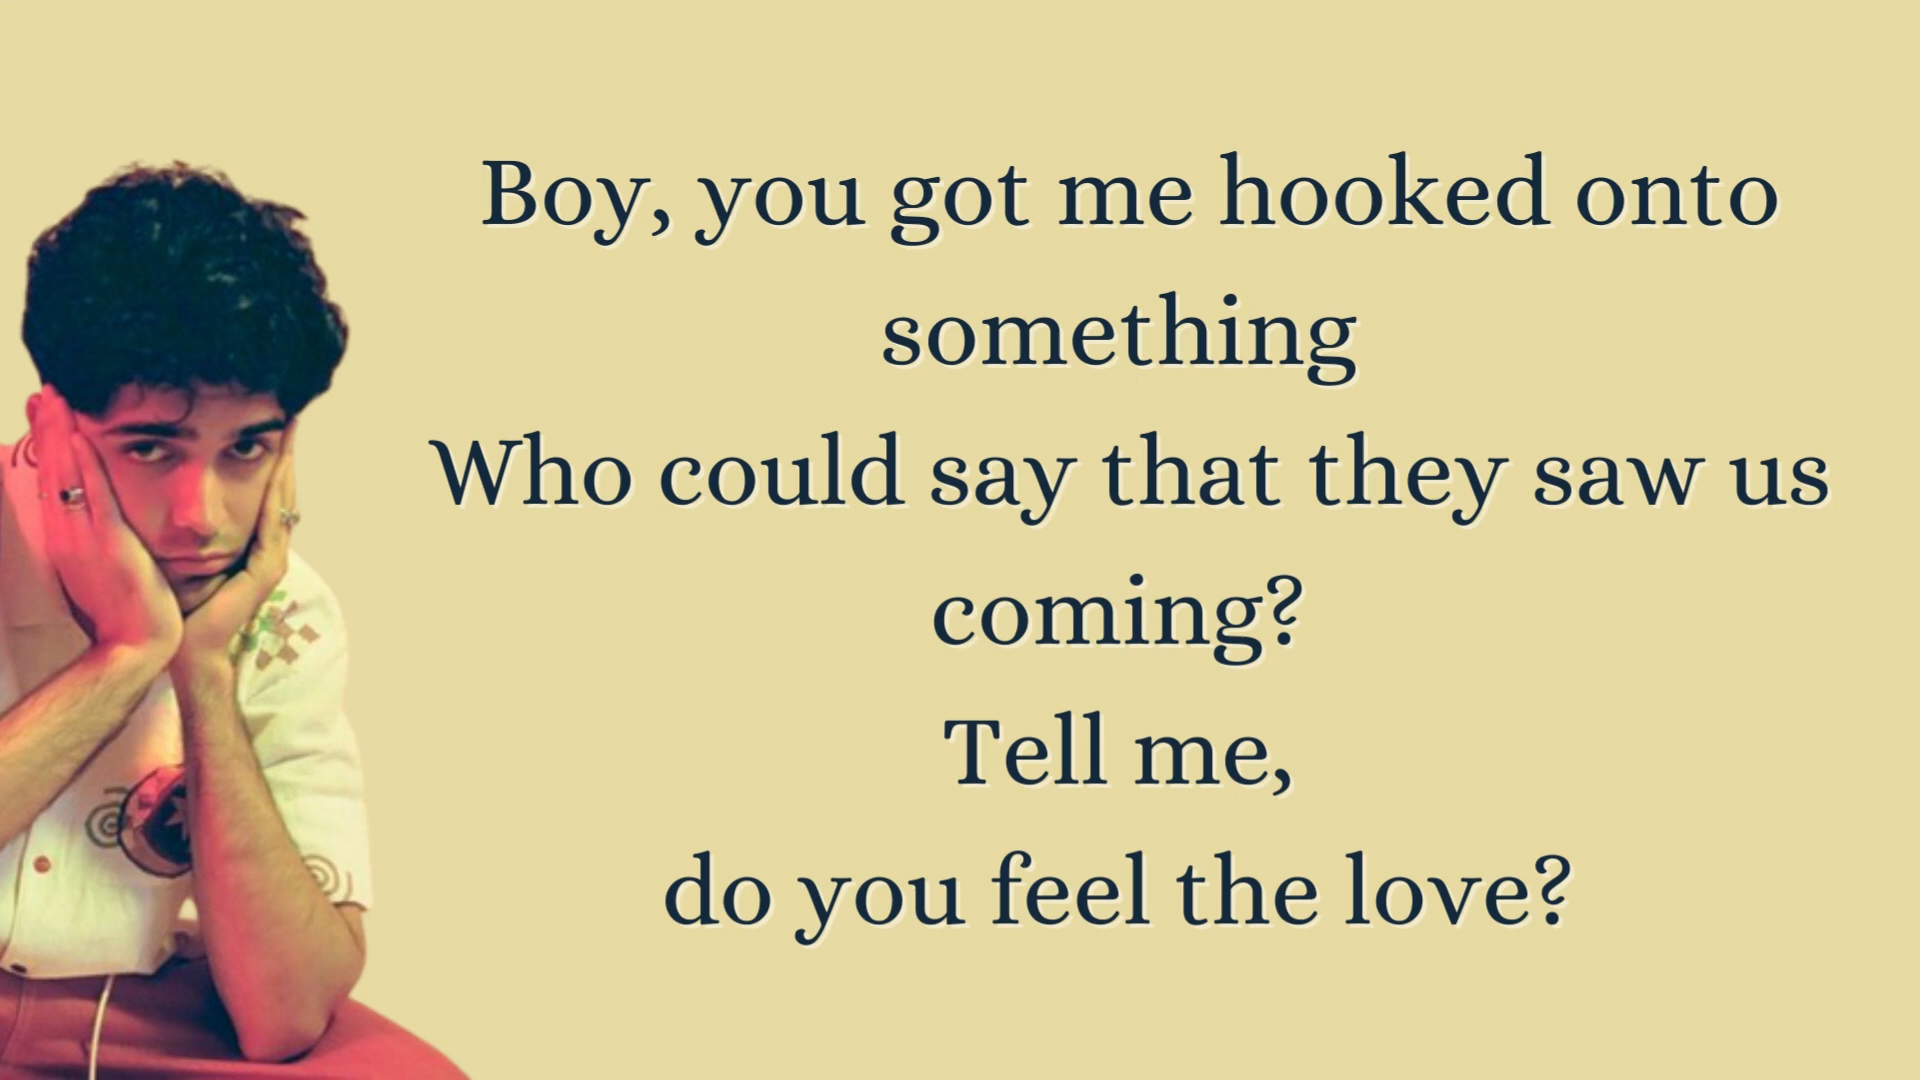 Boy, you got me hooked onto
something
Who could say that they saw us
coming?
Tell me,
do you feel the love?